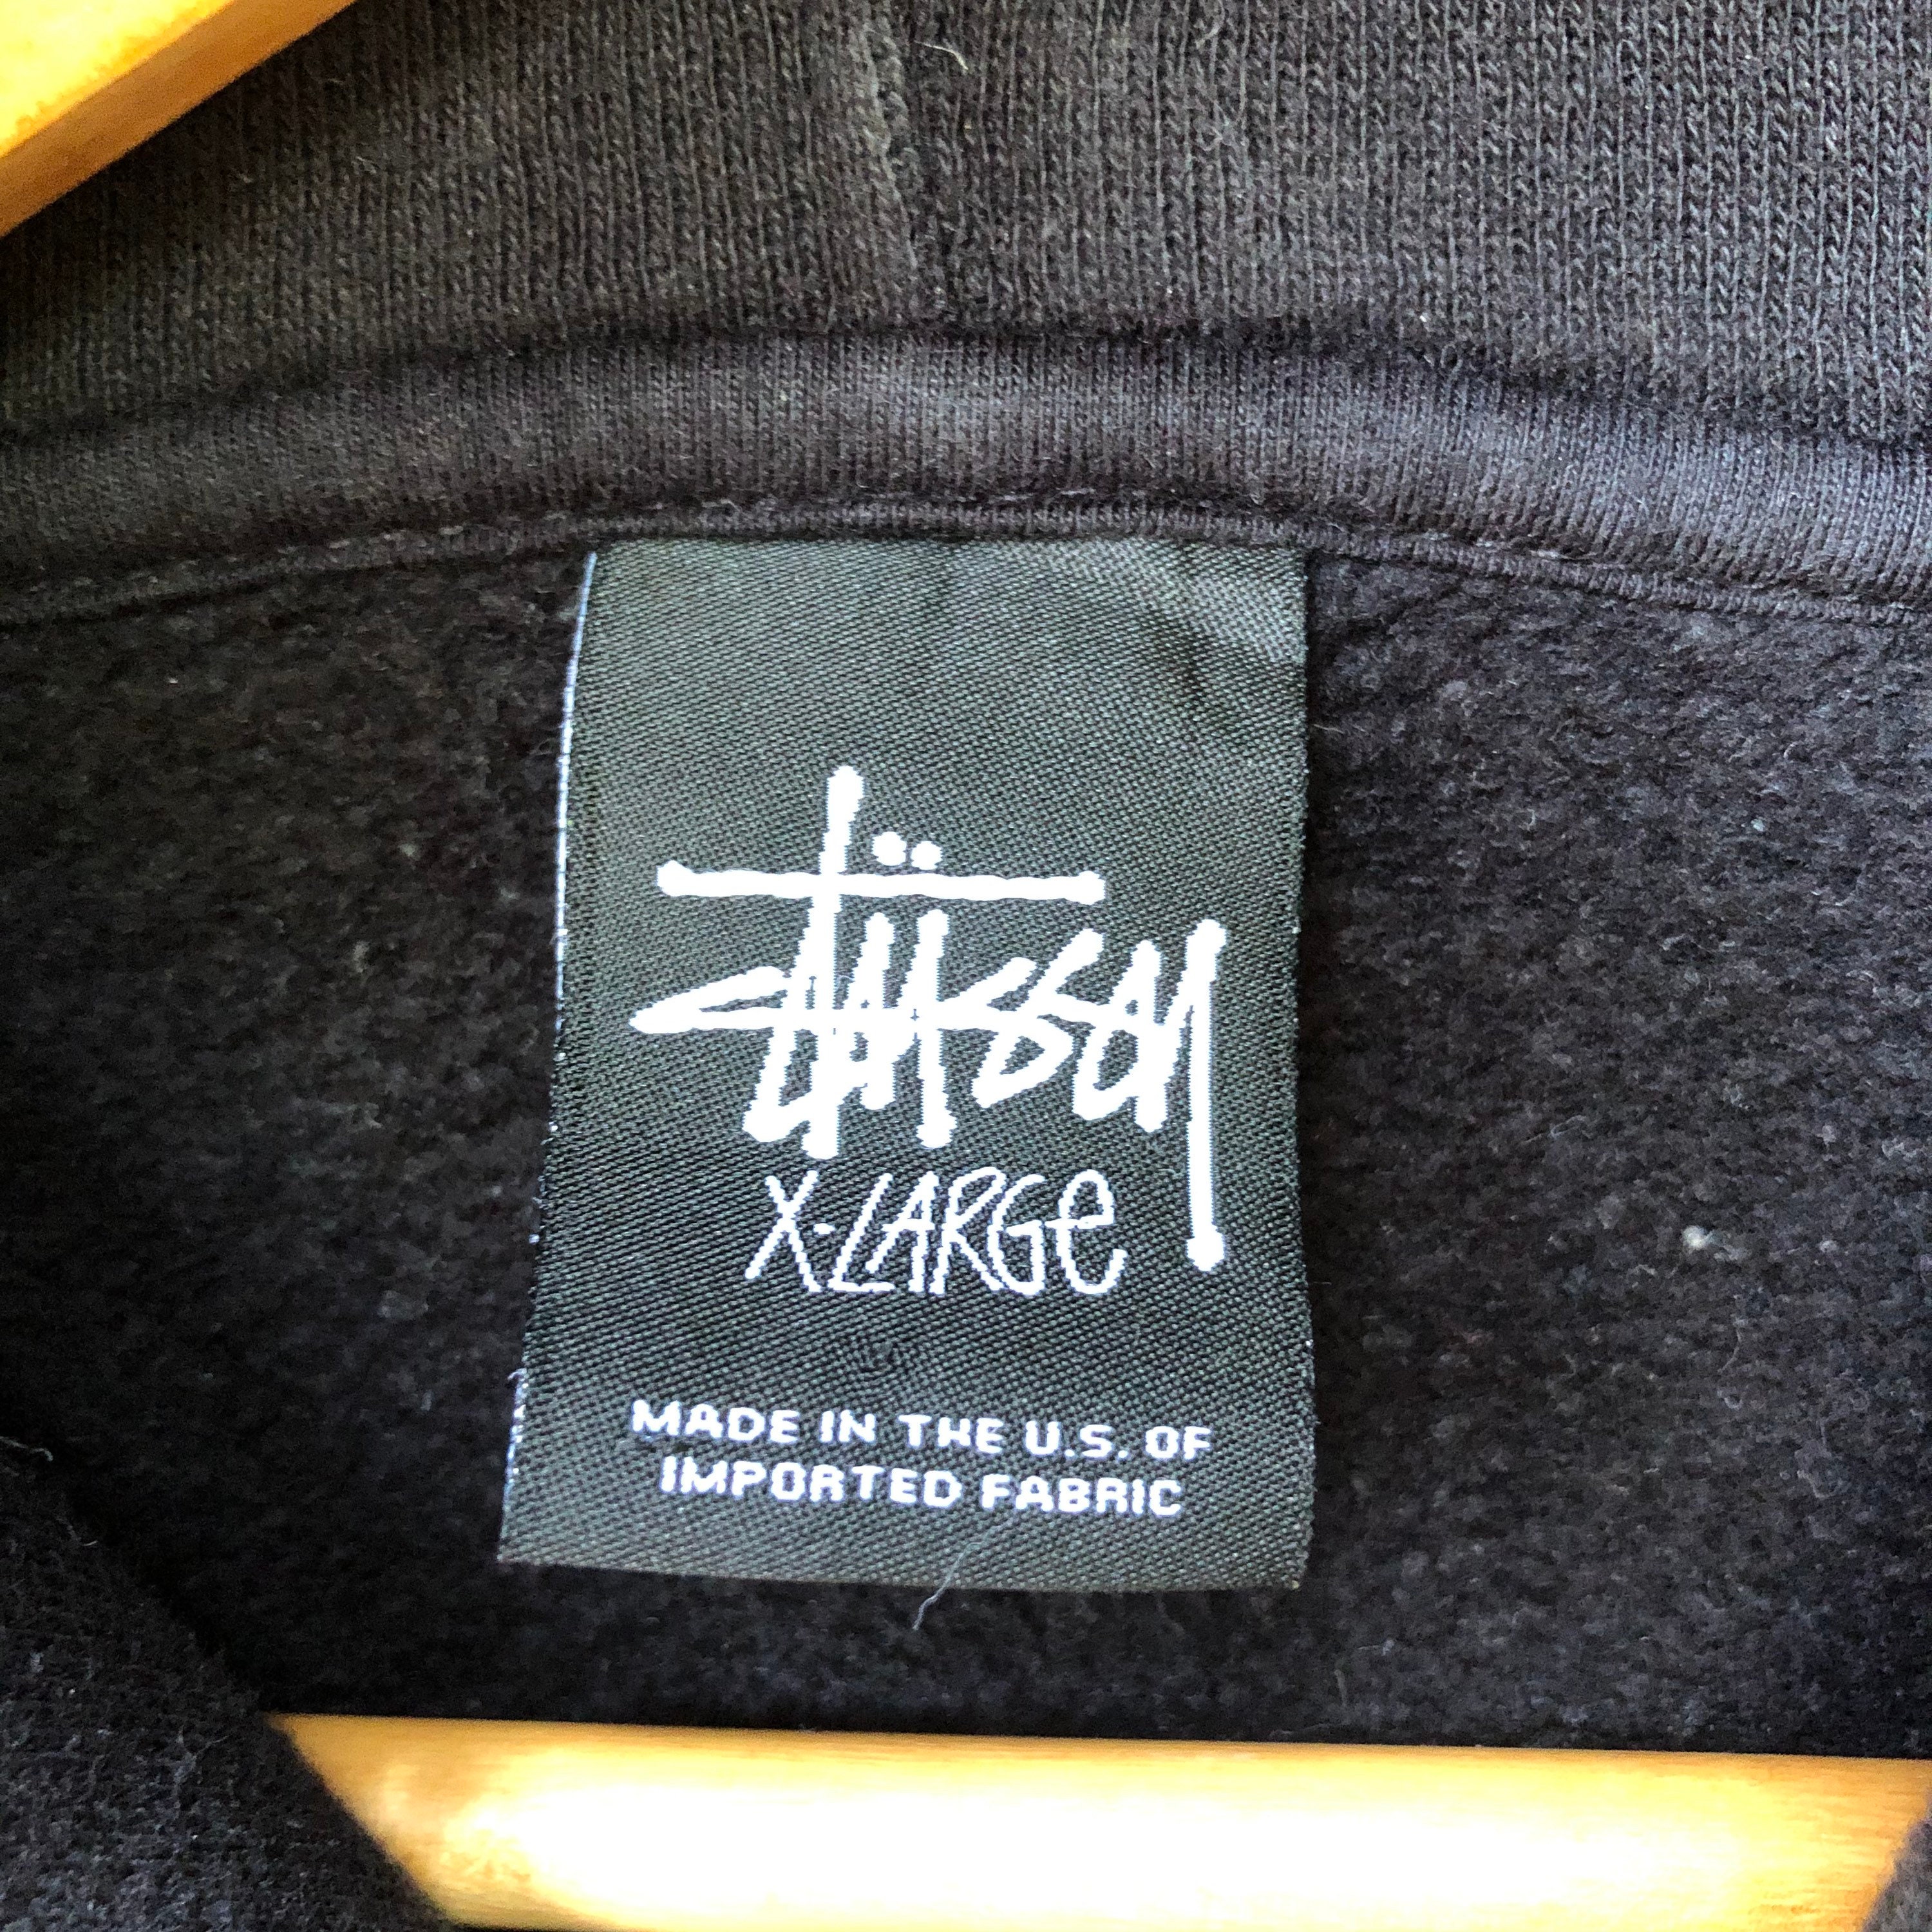 Stüssy
X-LARGe
MADE IN THE U.S. OF
IMPORTED FABRIC